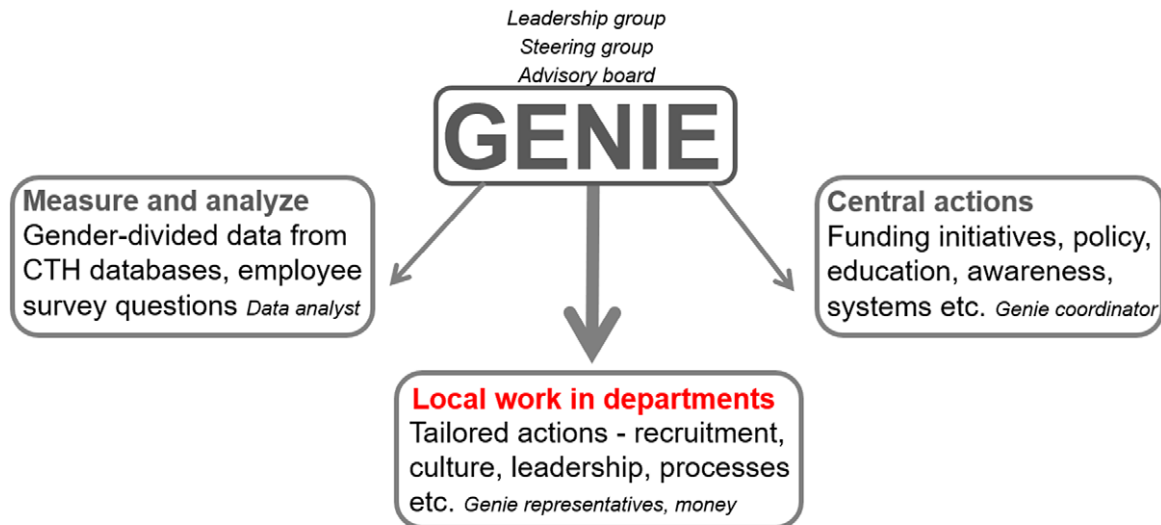 Leadership group
Steering group
Advisory board
GENIE
Measure and analyze
Gender-divided data from
CTH databases, employee
survey questions Data analyst
Central actions
Funding initiatives, policy,
education, awareness,
systems etc. Genie coordinator
Local work in departments
Tailored actions - recruitment,
culture, leadership, processes
etc. Genie representatives, money